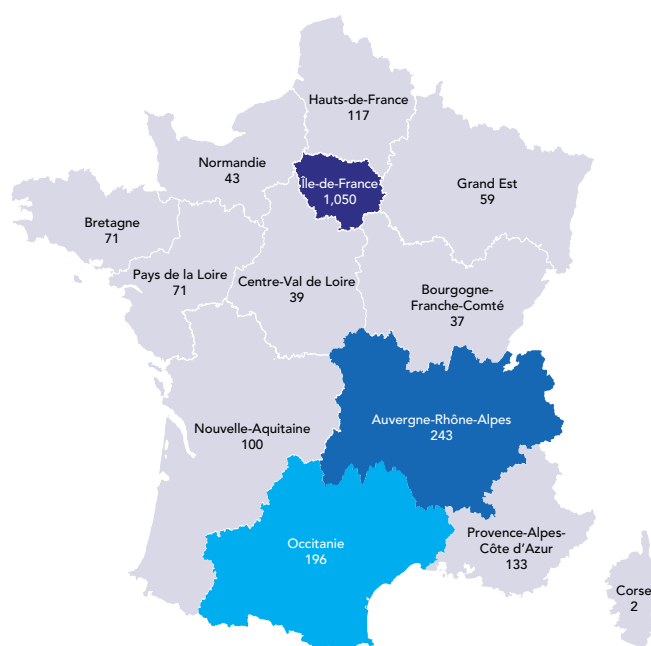 Hauts-de-France
117
Normandie
43
Île-de-France
1,050
Grand Est
59
Bretagne
71
Pays de la Loire
71
Centre-Val de Loire
39
Bourgogne-
Franche-Comté
37
Auvergne-Rhône-Alpes
243
Nouvelle-Aquitaine
100
Occitanie
196
Provence-Alpes-
Côte d'Azur
133
Corse
2